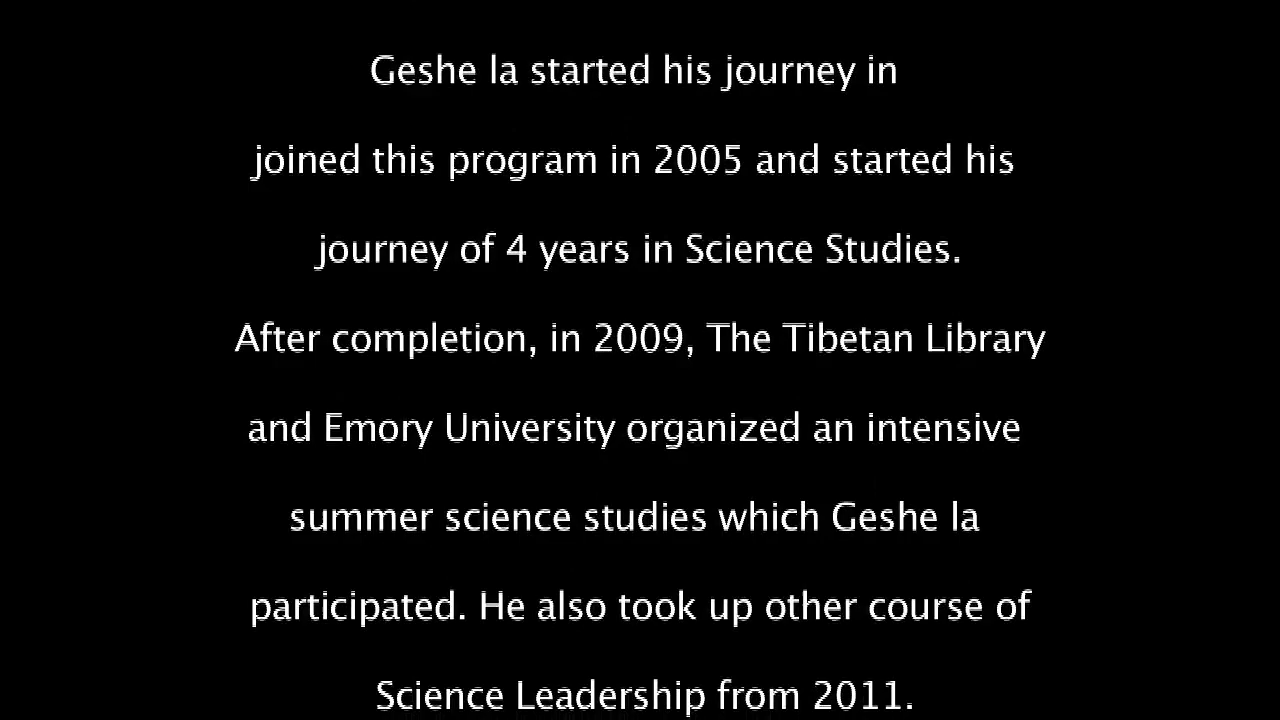 Geshe la started his journey in
joined this program in 2005 and started his
journey of 4 years in Science Studies.
After completion, in 2009, The Tibetan Library
and Emory University organized an intensive
summer science studies which Geshe la
participated. He also took up other course of
Science Leadership from 2011.